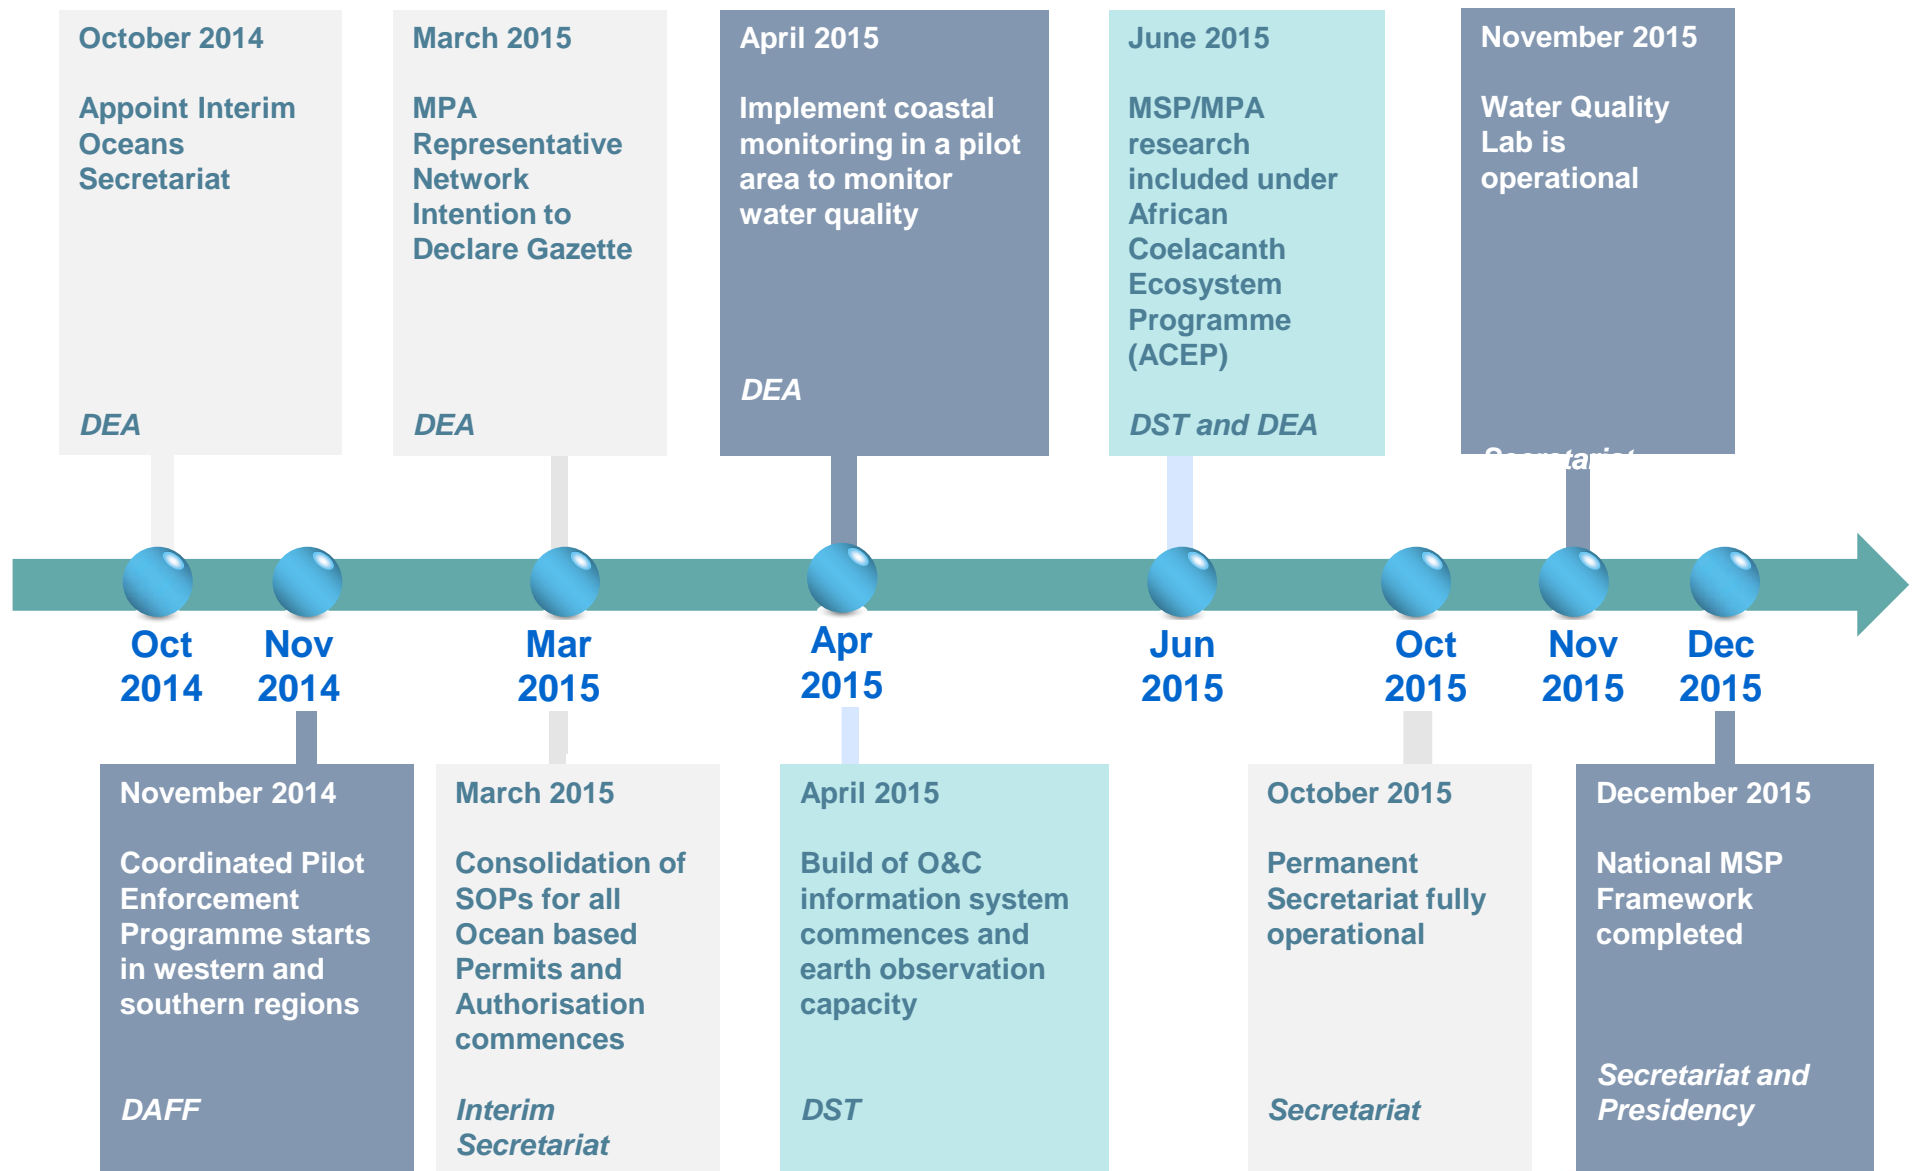 October 2014
Appoint Interim
Oceans
Secretariat
DEA
March 2015
MPA
Representative
Network
Intention to
Declare Gazette
DEA
April 2015
Implement coastal
monitoring in a pilot
area to monitor
water quality
DEA
June 2015
MSP/MPA
research
included under
African
Coelacanth
Ecosystem
Programme
(ACEP)
DST and DEA
November 2015
Water Quality
Lab is
operational
Secretariat
Oct
2014
Nov
2014
Mar
2015
Apr
2015
Jun
2015
Oct
2015
Nov
2015
Dec
2015
November 2014
Coordinated Pilot
Enforcement
Programme starts
in western and
southern regions
DAFF
March 2015
Consolidation of
SOPs for all
Ocean based
Permits and
Authorisation
commences
Interim
Secretariat
April 2015
Build of O&C
information system
commences and
earth observation
capacity
DST
October 2015
Permanent
Secretariat fully
operational
Secretariat
December 2015
National MSP
Framework
completed
Secretariat and
Presidency